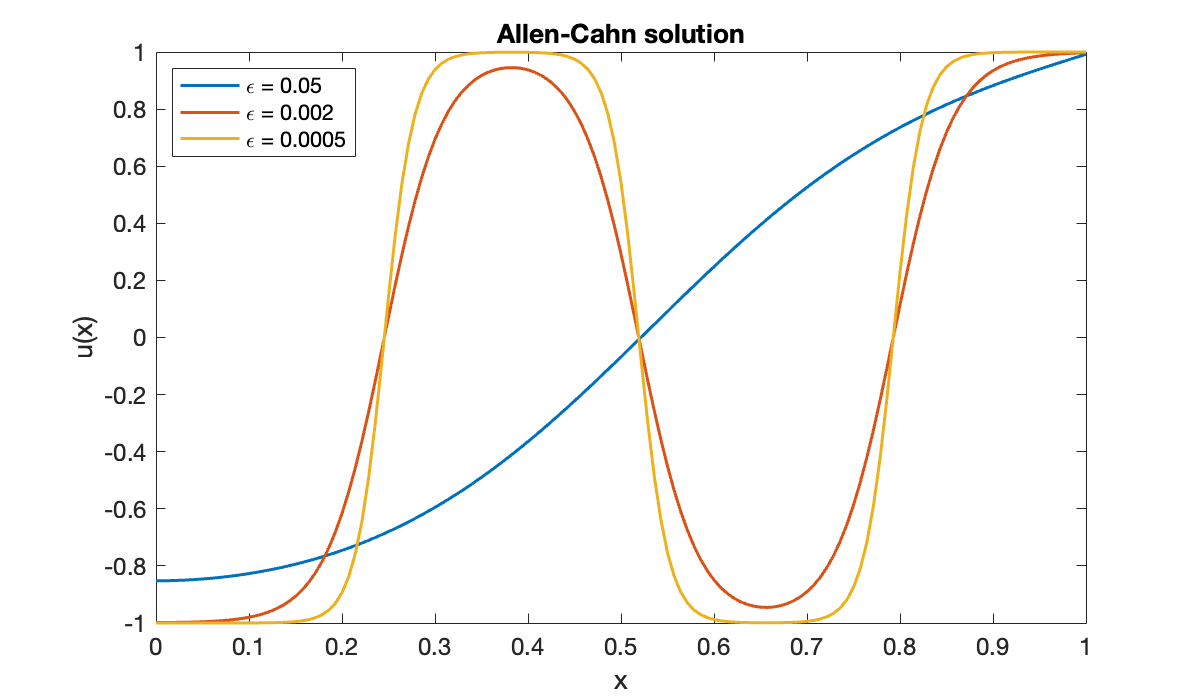 Allen-Cahn solution
ϵ = 0.05
ϵ = 0.002
ϵ = 0.0005
1
0.8
0.6
0.4
0.2
0
-0.2
-0.4
-0.6
-0.8
-1
u(x)
0 0.1 0.2 0.3 0.4 0.5 0.6 0.7 0.8 0.9 1
x